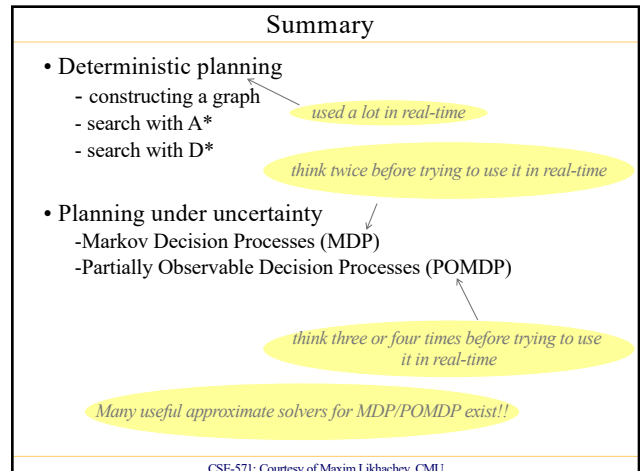 Summary
• Deterministic planning
- constructing a graph
used a lot in real-time
- search with A*
- search with D*
think twice before trying to use it in real-time
• Planning under uncertainty
-Markov Decision Processes (MDP)
-Partially Observable Decision Processes (POMDP)
think three or four times before trying to use
it in real-time
Many useful approximate solvers for MDP/POMDP exist!!
CSE-571: Courtesy of Maxim Likhachev, CMU